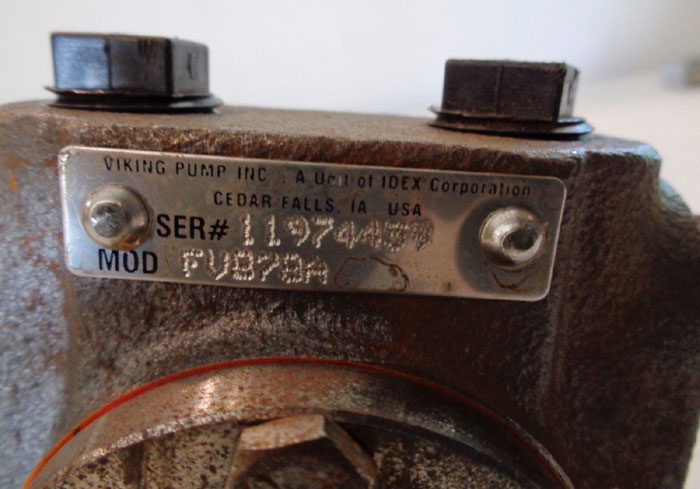 VIKING PUMP INC A Unit of IDEX Corporation
CEDAR FALLS, IA USA
SER#
MOD